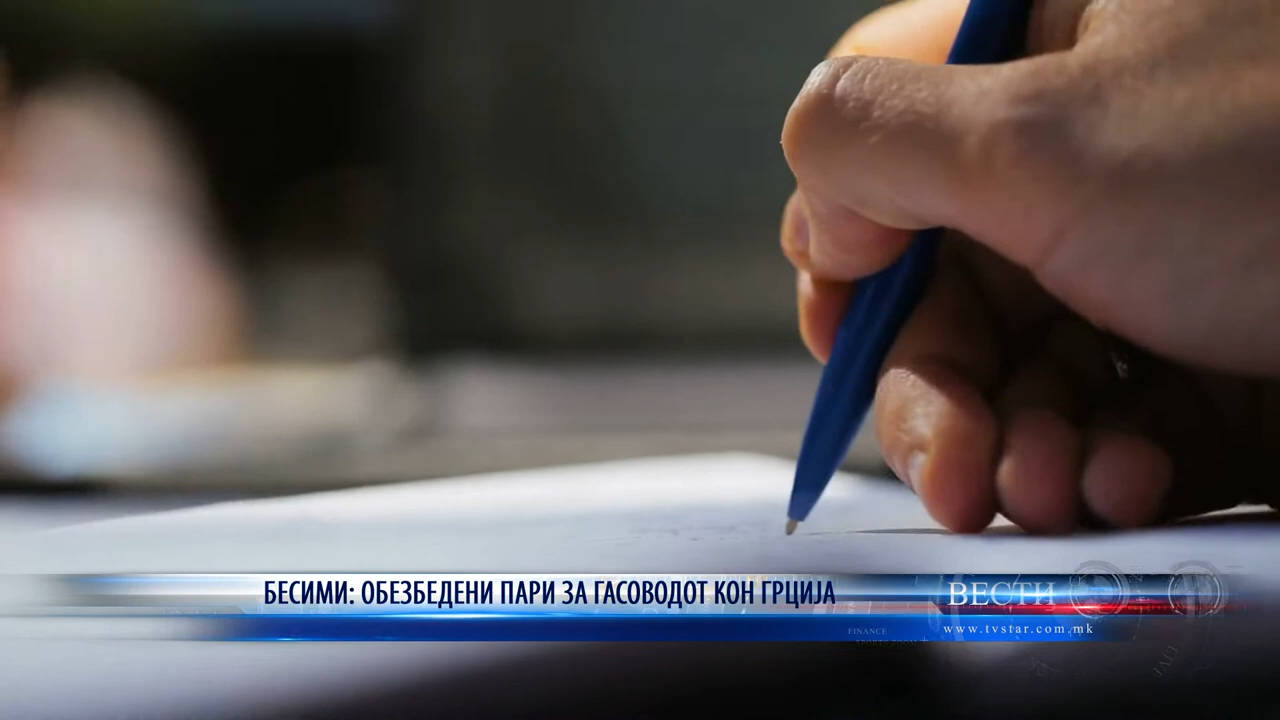 БЕСИМИ: ОБЕЗБЕДЕНИ ПАРИ ЗА ГАСОВОДОТ КОН ГРЦИЈА
ВЕСТИ
FINANCE
www.tvstar.com.mk